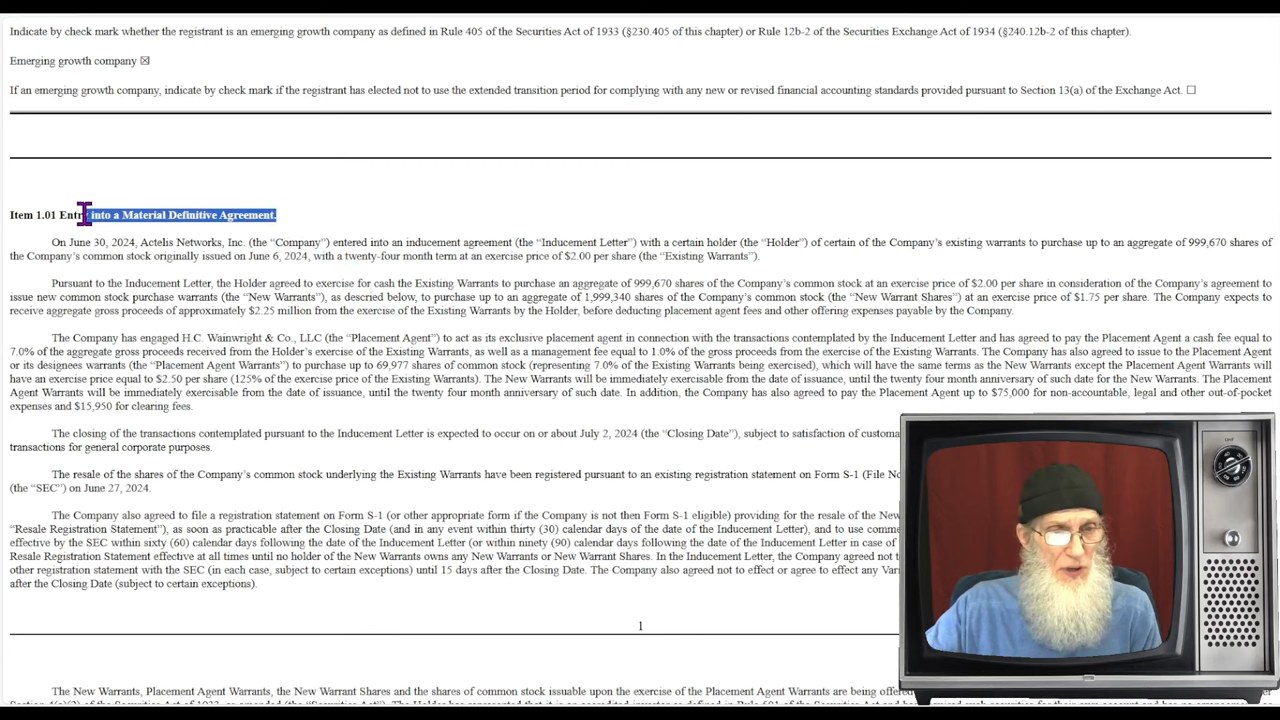 Indicate by check mark whether the registrant is an emerging growth company as defined in Rule 405 of the Securities Act of 1933 (§230.405 of this chapter) or Rule 12b-2 of the Securities Exchange Act of 1934 (§240.12b-2 of this chapter).
Emerging growth company ☒
If an emerging growth company, indicate by check mark if the registrant has elected not to use the extended transition period for complying with any new or revised financial accounting standards provided pursuant to Section 13(a) of the Exchange Act. ☐
Item 1.01 Entry into a Material Definitive Agreement.
On June 30, 2024, Actelis Networks, Inc. (the “Company”) entered into an inducement agreement (the “Inducement Letter”) with a certain holder (the “Holder”) of certain of the Company’s existing warrants to purchase up to an aggregate of 999,670 shares of
the Company’s common stock originally issued on June 6, 2024, with a twenty-four month term at an exercise price of $2.00 per share (the “Existing Warrants”).
Pursuant to the Inducement Letter, the Holder agreed to exercise for cash the Existing Warrants to purchase an aggregate of 999,670 shares of the Company’s common stock at an exercise price of $2.00 per share in consideration of the Company’s agreement to
issue new common stock purchase warrants (the “New Warrants”), as descried below, to purchase up to an aggregate of 1,999,340 shares of the Company’s common stock (the “New Warrant Shares”) at an exercise price of $1.75 per share. The Company expects to
receive aggregate gross proceeds of approximately $2.25 million from the exercise of the Existing Warrants by the Holder, before deducting placement agent fees and other offering expenses payable by the Company.
The Company has engaged H.C. Wainwright & Co., LLC (the “Placement Agent”) to act as its exclusive placement agent in connection with the transactions contemplated by the Inducement Letter and has agreed to pay the Placement Agent a cash fee equal to
7.0% of the aggregate gross proceeds received from the Holder’s exercise of the Existing Warrants, as well as a management fee equal to 1.0% of the gross proceeds from the exercise of the Existing Warrants. The Company has also agreed to issue to the Placement Agent
or its designees warrants (the “Placement Agent Warrants”) to purchase up to 69,977 shares of common stock (representing 7.0% of the Existing Warrants being exercised), which will have the same terms as the New Warrants except the Placement Agent Warrants will
have an exercise price equal to $2.50 per share (125% of the exercise price of the Existing Warrants). The New Warrants will be immediately exercisable from the date of issuance, until the twenty four month anniversary of such date for the New Warrants. The Placement
Agent Warrants will be immediately exercisable from the date of issuance, until the twenty four month anniversary of such date. In addition, the Company has also agreed to pay the Placement Agent up to $75,000 for non-accountable, legal and other out-of-pocket
expenses and $15,950 for clearing fees.
The closing of the transactions contemplated pursuant to the Inducement Letter is expected to occur on or about July 2, 2024 (the “Closing Date”), subject to satisfaction of
transactions for general corporate purposes.
The resale of the shares of the Company’s common stock underlying the Existing Warrants have been registered pursuant to an existing registration statement on Form S-1 (File
(the “SEC”) on June 27, 2024.
The Company also agreed to file a registration statement on Form S-1 (or other appropriate form if the Company is not then Form S-1 eligible) providing for the resale of the New
“Resale Registration Statement”), as soon as practicable after the Closing Date (and in any event within thirty (30) calendar days of the date of the Inducement Letter), and to use
effective by the SEC within sixty (60) calendar days following the date of the Inducement Letter (or within ninety (90) calendar days following the date of the Inducement Letter in case of
Resale Registration Statement effective at all times until no holder of the New Warrants owns any New Warrants or New Warrant Shares. In the Inducement Letter, the Company agreed not
other registration statement with the SEC (in each case, subject to certain exceptions) until 15 days after the Closing Date. The Company also agreed not to effect or agree to effect any
after the Closing Date (subject to certain exceptions).
1
The New Warrants, Placement Agent Warrants, the New Warrant Shares and the shares of common stock issuable upon the exercise of the Placement Agent Warrants are being